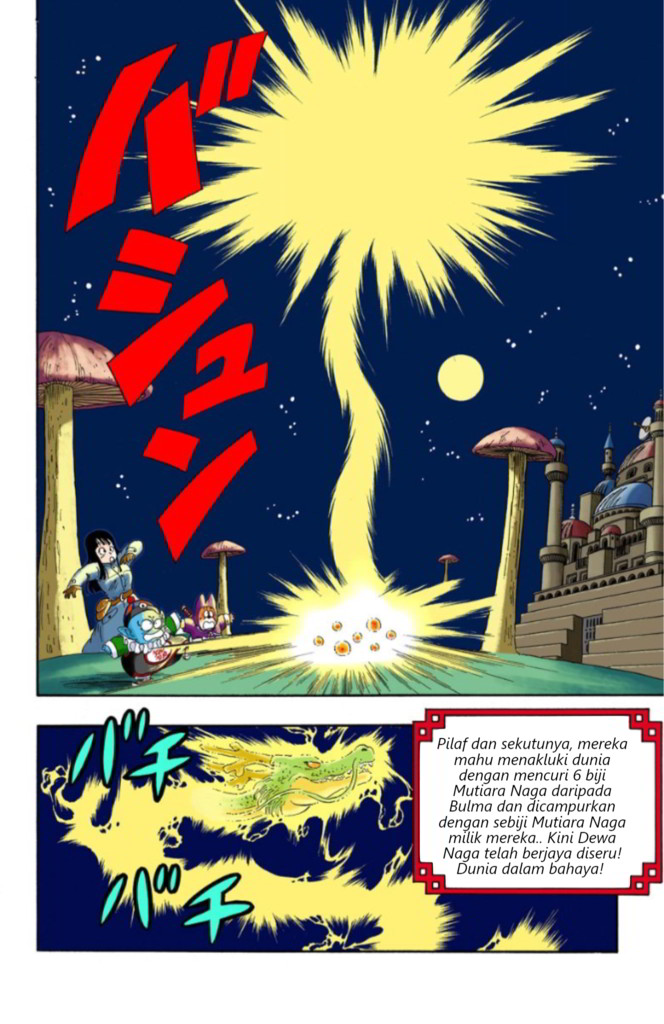 バシュン
バチ
バチ
Pilaf dan sekutunya, mereka
mahu menakluki dunia
dengan mencuri 6 biji
Mutiara Naga daripada
Bulma dan dicampurkan
dengan sebiji Mutiara Naga
milik mereka.. Kini Dewa
Naga telah berjaya diseru!
Dunia dalam bahaya!